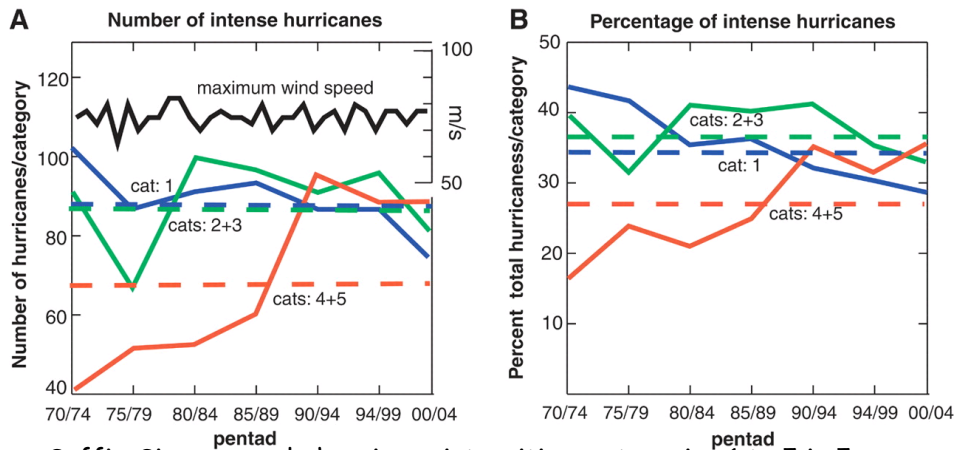 A
Number of intense hurricanes
Number of hurricanes/category
120
100
80
60
40
100
50
m/s
maximum wind speed
cat: 1
cats: 2+3
cats: 4+5
70/74 75/79 80/84 85/89 90/94 94/99 00/04
pentad
B
Percentage of intense hurricanes
Percent total hurricaness/category
50
40
30
20
10
cats: 2+3
cat: 1
cats: 4+5
70/74 75/79 80/84 85/89 90/94 94/99 00/04
pentad